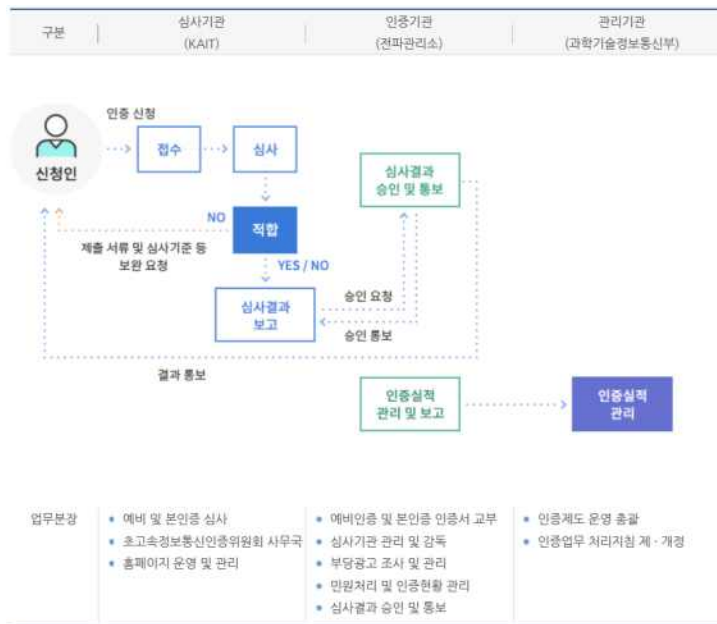 구분
심사기관
(KAIT)
인증기관
(전파관리소)
관리기관
(과학기술정보통신부)
인증 신청
신청인
접수
심사
심사결과
승인 및 통보
NO
적합
제출 서류 및 심사기준 등
보완 요청
YES / NO
심사결과
보고
승인 요청
승인 통보
결과 통보
인증실적
관리 및 보고
인증실적
관리
업무분장
• 예비 및 본인증 심사
• 초고속정보통신인증위원회 사무국
• 홈페이지 운영 및 관리
• 예비인증 및 본인증 인증서 교부
• 심사기관 관리 및 감독
• 부당광고 조사 및 관리
• 민원처리 및 인증현황 관리
• 심사결과 승인 및 통보
• 인증제도 운영 총괄
• 인증업무 처리지침 제 · 개정